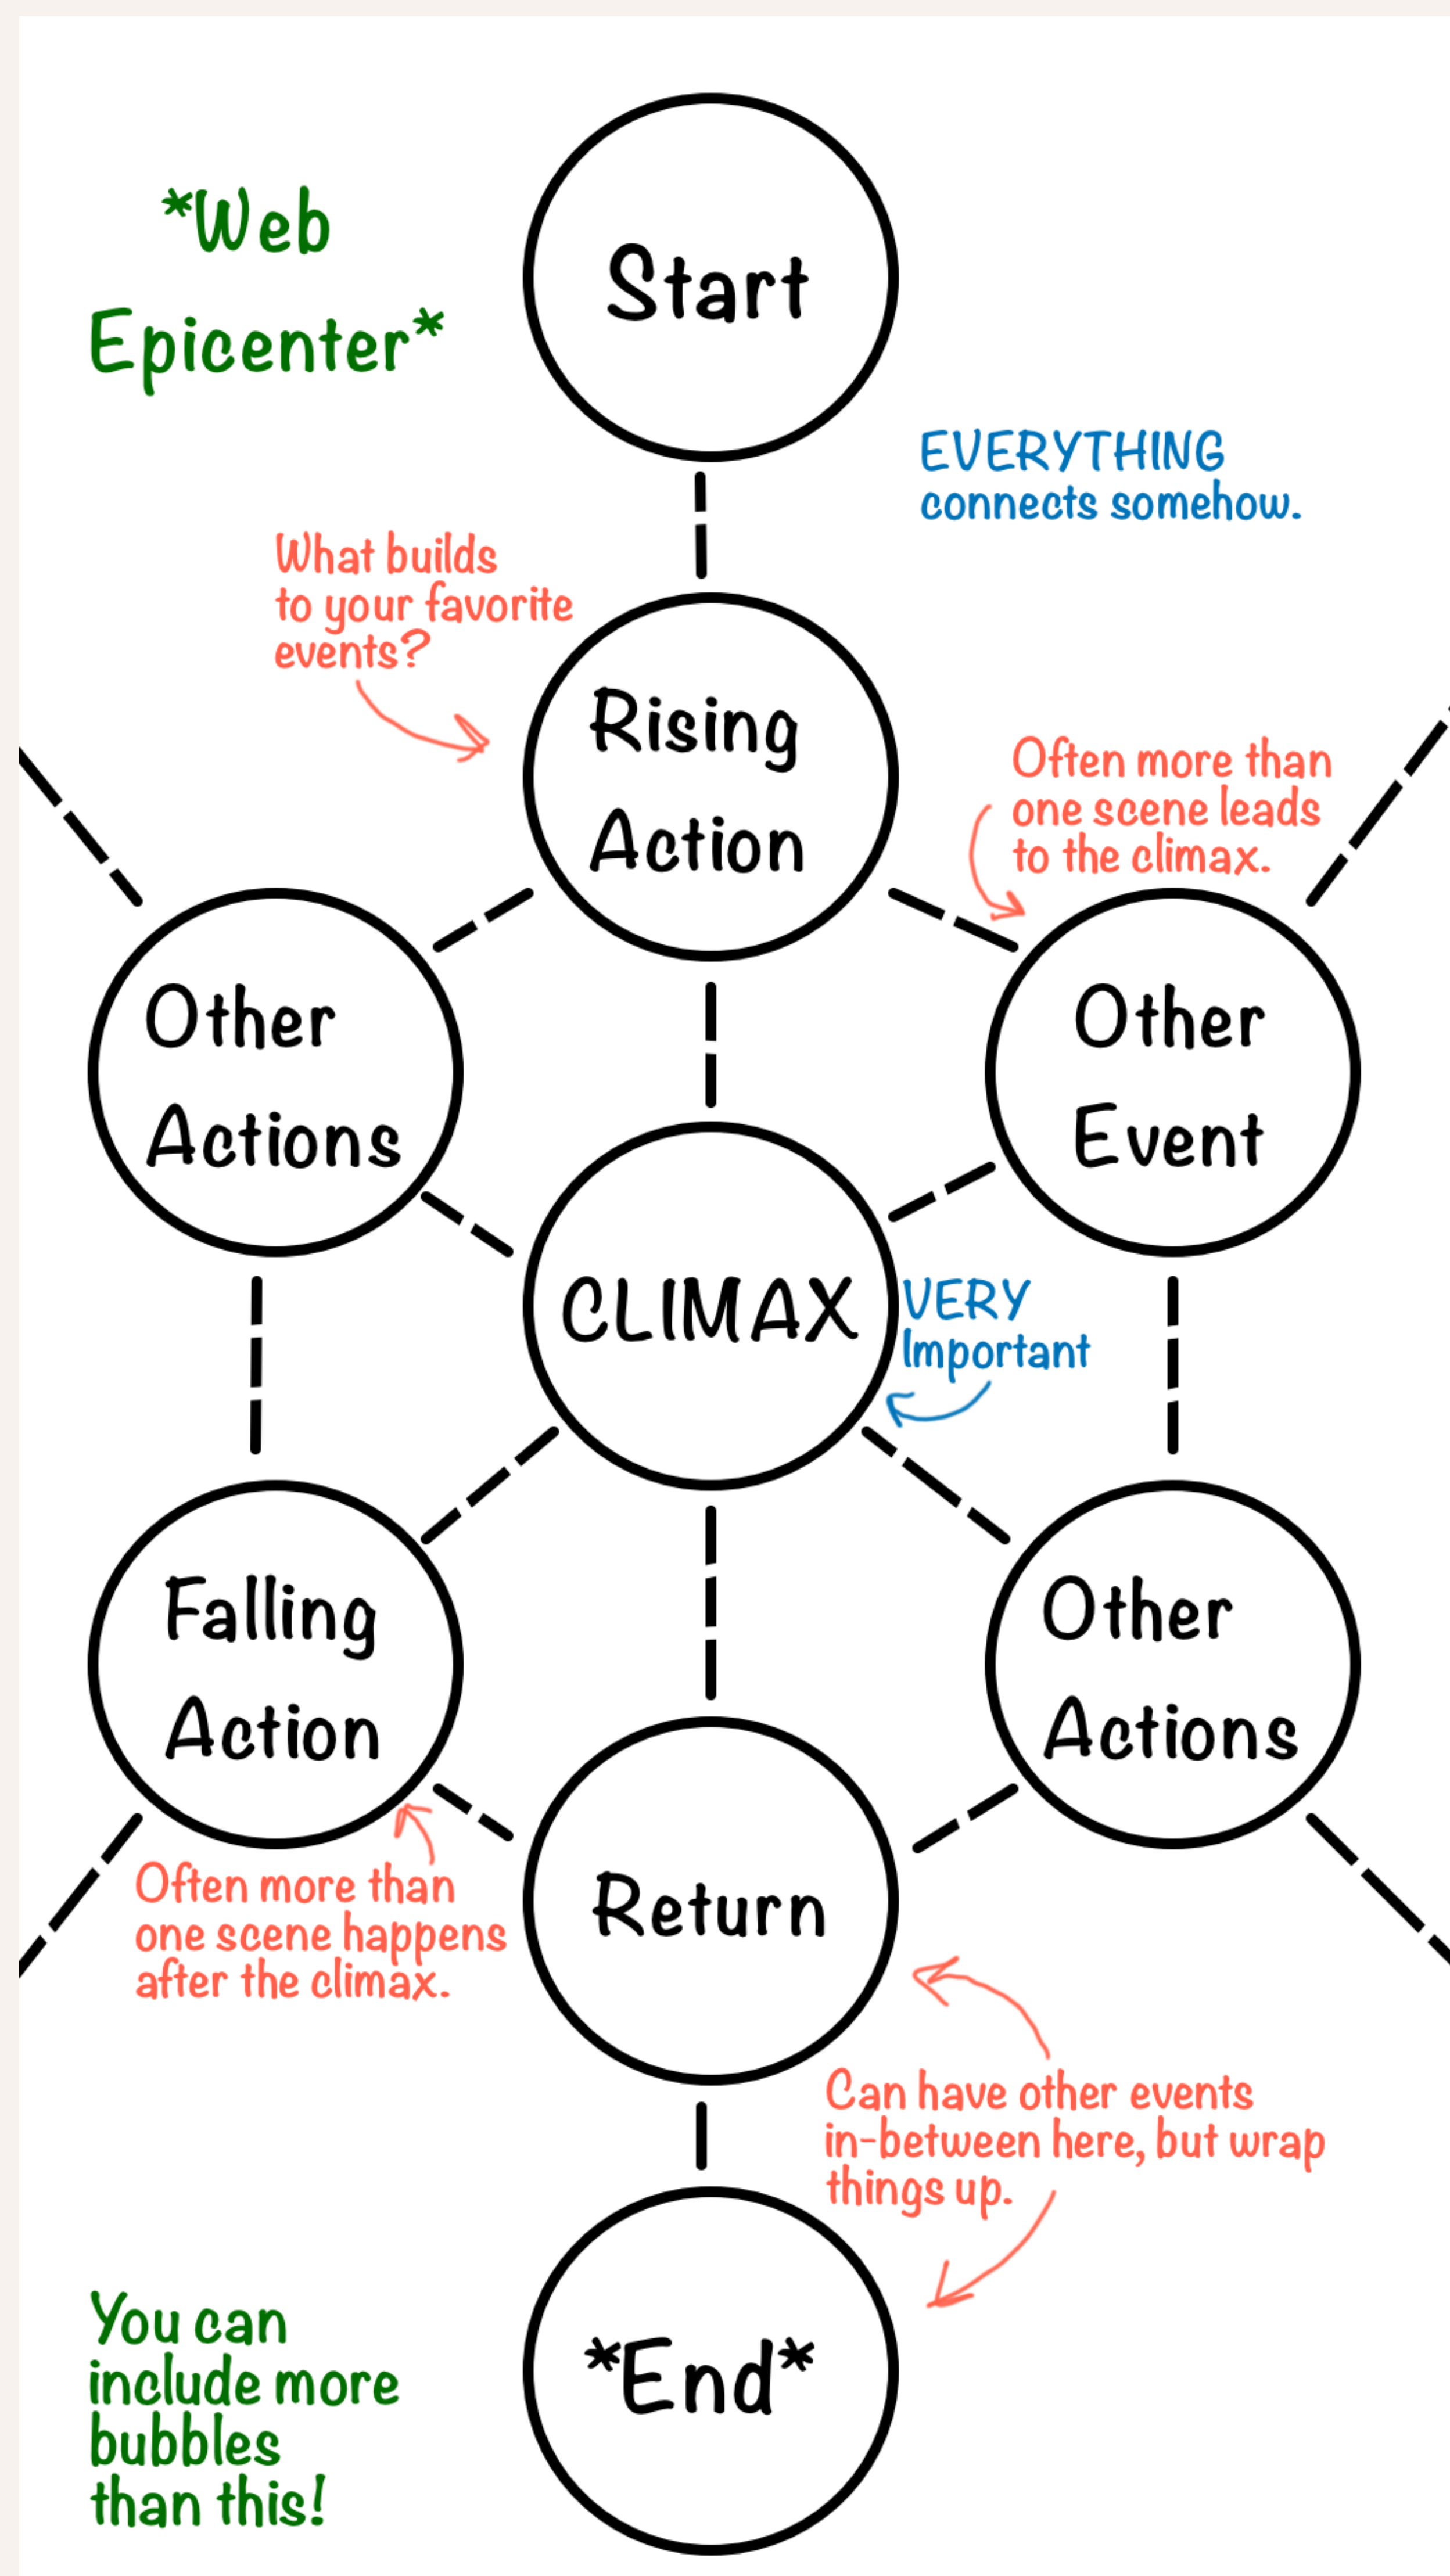 *Web
Epicenter*
Start
EVERYTHING
connects somehow.
What builds
to your favorite
events?
Rising
Action
Often more than
one scene leads
to the climax.
Other
Actions
Other
Event
CLIMAX
VERY
Important
Falling
Action
Other
Actions
Often more than
one scene happens
after the climax.
Return
Can have other events
in-between here, but wrap
things up.
You can
include more
bubbles
than this!
*End*